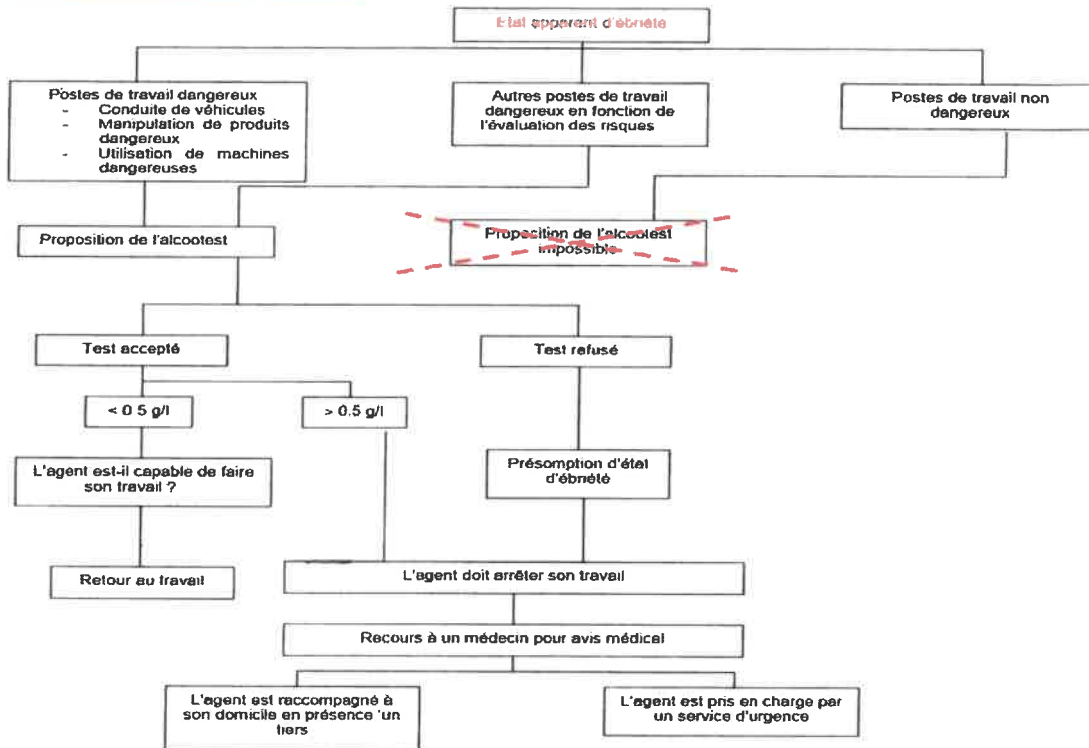 Etat apparent d'ébriété
Postes de travail dangereux
- Conduite de véhicules
- Manipulation de produits
dangereux
- Utilisation de machines
dangereuses
Autres postes de travail
dangereux en fonction de
l'évaluation des risques
Postes de travail non
dangereux
Proposition de l'alcootest
Proposition de l'alcootest
impossible
Test accepté
Test refusé
< 0 5 g/l
> 0.5 g/l
L'agent est-il capable de faire
son travail ?
Présomption d'état
d'ébriété
Retour au travail
L'agent doit arrêter son travail
Recours à un médecin pour avis médical
L'agent est raccompagné à
son domicile en présence 'un
tiers
L'agent est pris en charge par
un service d'urgence